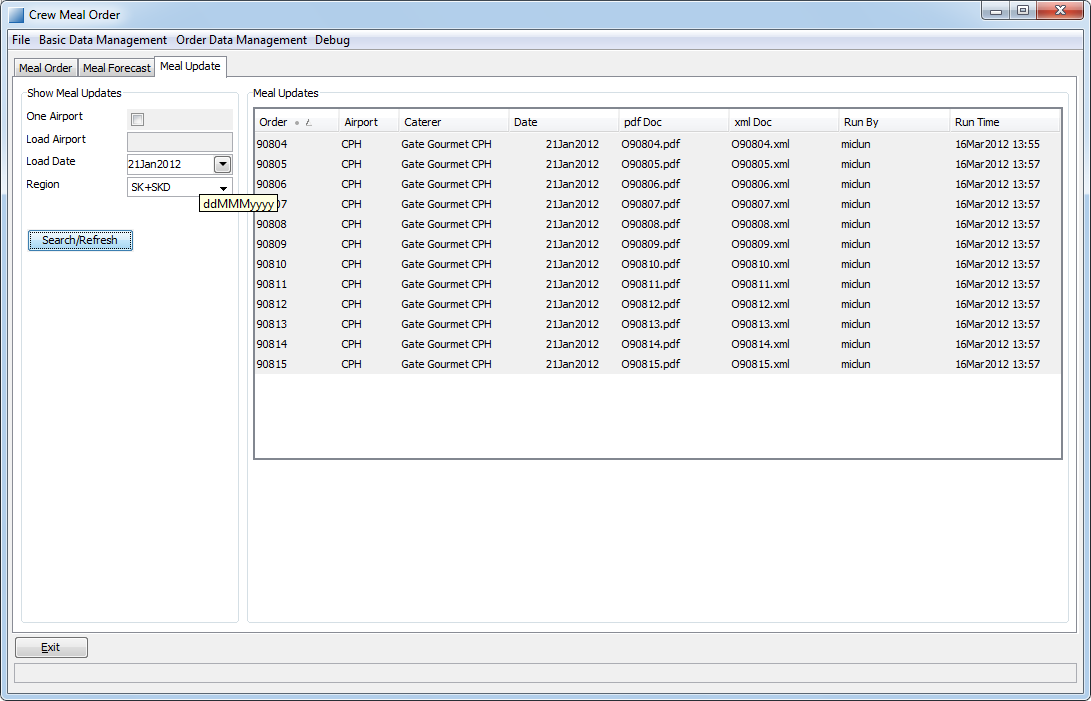 Crew Meal Order
File Basic Data Management Order Data Management Debug
Meal Order Meal Forecast Meal Update
Show Meal Updates
One Airport
Load Airport
Load Date 21Jan2012
Region SK+SKD
ddMMMyyyy
Search/Refresh
Meal Updates
Order Airport Caterer Date pdf Doc xml Doc Run By Run Time
90804 CPH Gate Gourmet CPH 21Jan2012 O90804.pdf O90804.xml miclun 16Mar2012 13:55
90805 CPH Gate Gourmet CPH 21Jan2012 O90805.pdf O90805.xml miclun 16Mar2012 13:57
90806 CPH Gate Gourmet CPH 21Jan2012 O90806.pdf O90806.xml miclun 16Mar2012 13:57
07 CPH Gate Gourmet CPH 21Jan2012 O90807.pdf O90807.xml miclun 16Mar2012 13:57
90808 CPH Gate Gourmet CPH 21Jan2012 O90808.pdf O90808.xml miclun 16Mar2012 13:57
90809 CPH Gate Gourmet CPH 21Jan2012 O90809.pdf O90809.xml miclun 16Mar2012 13:57
90810 CPH Gate Gourmet CPH 21Jan2012 O90810.pdf O90810.xml miclun 16Mar2012 13:57
90811 CPH Gate Gourmet CPH 21Jan2012 O90811.pdf O90811.xml miclun 16Mar2012 13:57
90812 CPH Gate Gourmet CPH 21Jan2012 O90812.pdf O90812.xml miclun 16Mar2012 13:57
90813 CPH Gate Gourmet CPH 21Jan2012 O90813.pdf O90813.xml miclun 16Mar2012 13:57
90814 CPH Gate Gourmet CPH 21Jan2012 O90814.pdf O90814.xml miclun 16Mar2012 13:57
90815 CPH Gate Gourmet CPH 21Jan2012 O90815.pdf O90815.xml miclun 16Mar2012 13:57
Exit